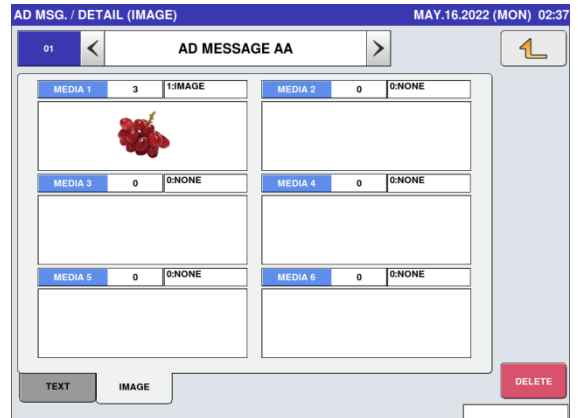 AD MSG. / DETAIL (IMAGE) MAY.16.2022 (MON) 02:37
01 AD MESSAGE AA
MEDIA 1 3 1:IMAGE MEDIA 2 0 0:NONE
MEDIA 3 0 0:NONE MEDIA 4 0 0:NONE
MEDIA 5 0 0:NONE MEDIA 6 0 0:NONE
TEXT IMAGE DELETE